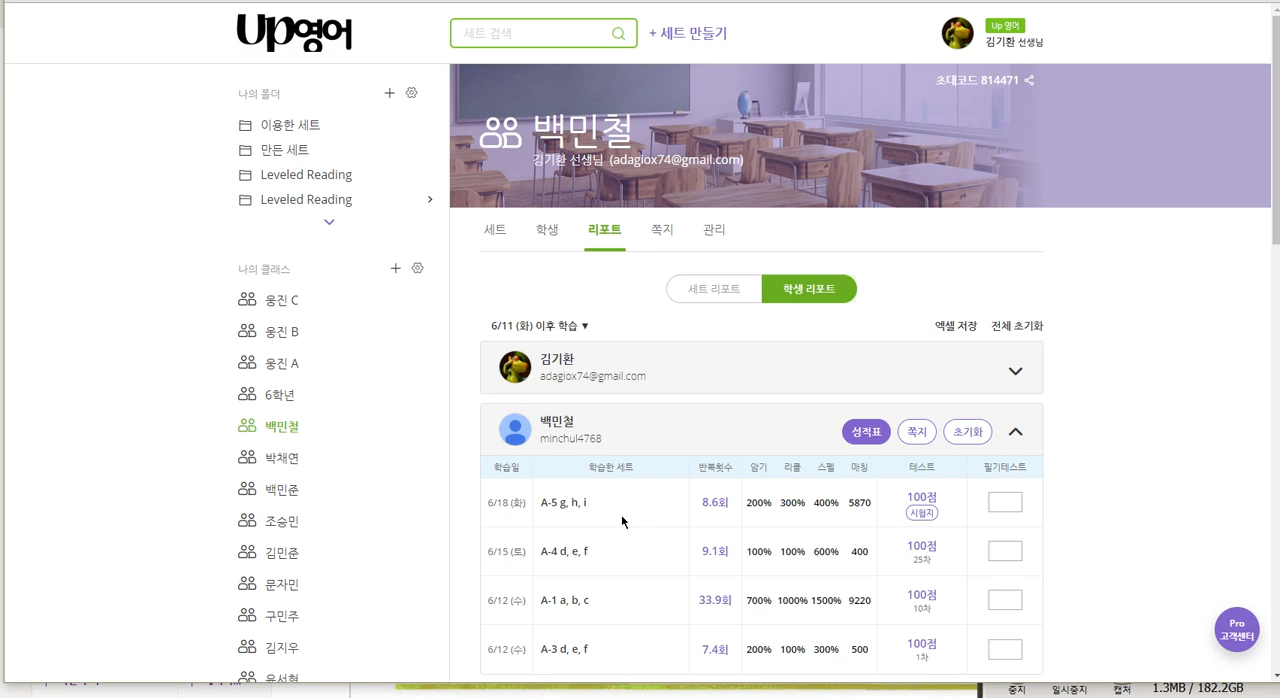 Up영어
세트 검색
+ 세트 만들기
Up 영어
김기환 선생님
나의 폴더
이용한 세트
만든 세트
Leveled Reading
Leveled Reading
나의 클래스
웅진 C
웅진 B
웅진 A
6학년
백민철
박채연
백민준
조승민
김민준
문자민
구민주
김지우
윤서현
초대코드 814471
백민철
김기환 선생님 (adagiox74@gmail.com)
세트 학생 리포트 쪽지 관리
세트 리포트 학생 리포트
6/11 (화) 이후 학습 ▼ 엑셀 저장 전체 초기화
김기환
adagiox74@gmail.com
백민철
minchul4768
성적표 쪽지 초기화
학습일 학습한 세트 반복횟수 암기 리콜 스펠 매칭 테스트 필기테스트
6/18 (화) A-5 g, h, i 8.6회 200% 300% 400% 5870 100점
시험지
6/15 (토) A-4 d, e, f 9.1회 100% 100% 600% 400 100점
25차
6/12 (수) A-1 a, b, c 33.9회 700% 1000% 1500% 9220 100점
10차
6/12 (수) A-3 d, e, f 7.4회 200% 100% 300% 500 100점
1차
Pro
고객센터
중지 일시중지 캡처 1.3MB / 182.2GB